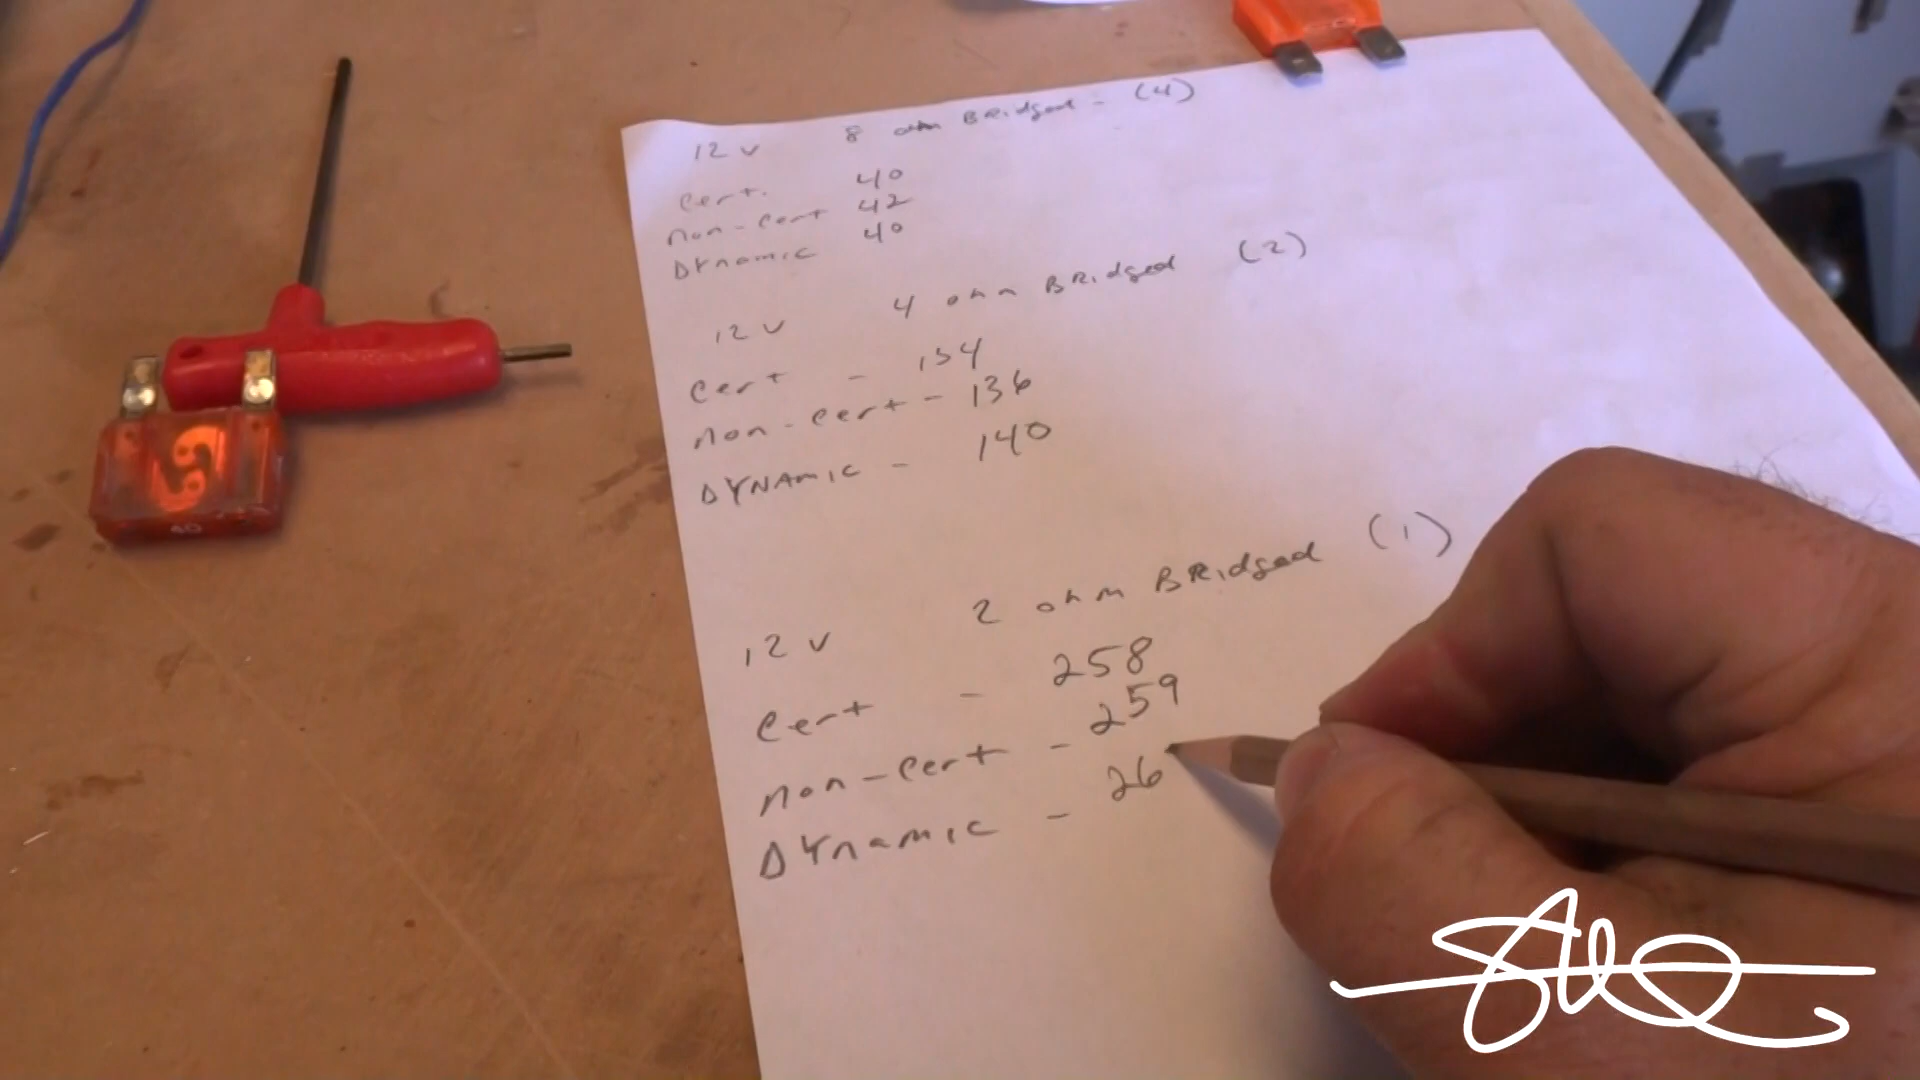 12 V 8 ohm BRidged - (4)
Cert. 40
non-cert 42
Dynamic 40
12 V 4 ohm BRidged (2)
Cert - 134
non-cert - 136
DYNAmic - 140
12 V 2 ohm BRidged (1)
Cert - 258
non-cert - 259
DYnamic - 26